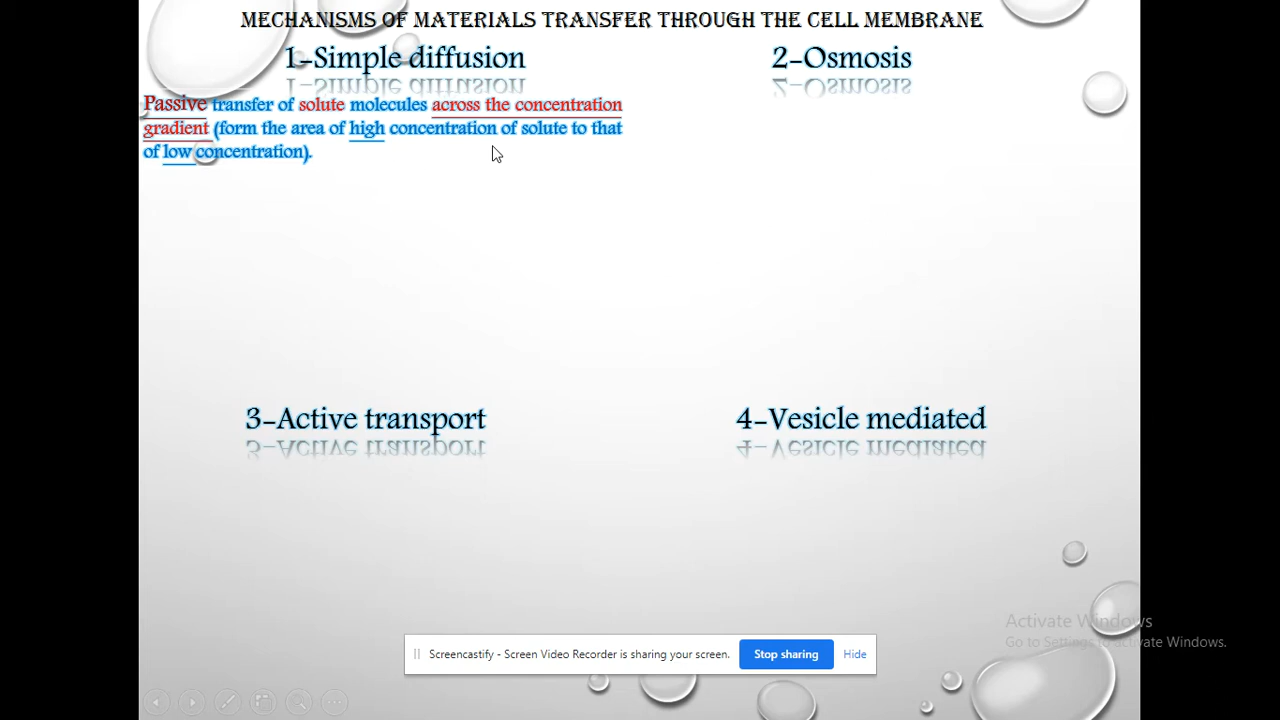 MECHANISMS OF MATERIALS TRANSFER THROUGH THE CELL MEMBRANE
1-Simple diffusion
2-Osmosis
Passive transfer of solute molecules across the concentration
gradient (form the area of high concentration of solute to that
of low concentration).
3-Active transport
4-Vesicle mediated
Activate Windows
Go to Settings to activate Windows.
Screencastify - Screen Video Recorder is sharing your screen.
Stop sharing
Hide